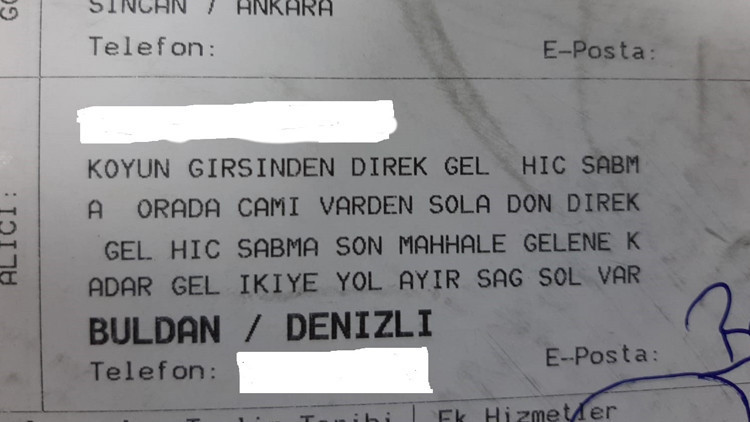 SINCAN / ANKARA
Telefon:
E-Posta:
ALICI:
KOYUN GIRSINDEN DIREK GEL HIC SABM
A ORADA CAMI VARDEN SOLA DON DIREK
GEL HIC SABMA SON MAHHALE GELENE K
ADAR GEL IKIYE YOL AYIR SAG SOL VAR
BULDAN / DENIZLI
Telefon:
E-Posta:
Ek Hizmetler